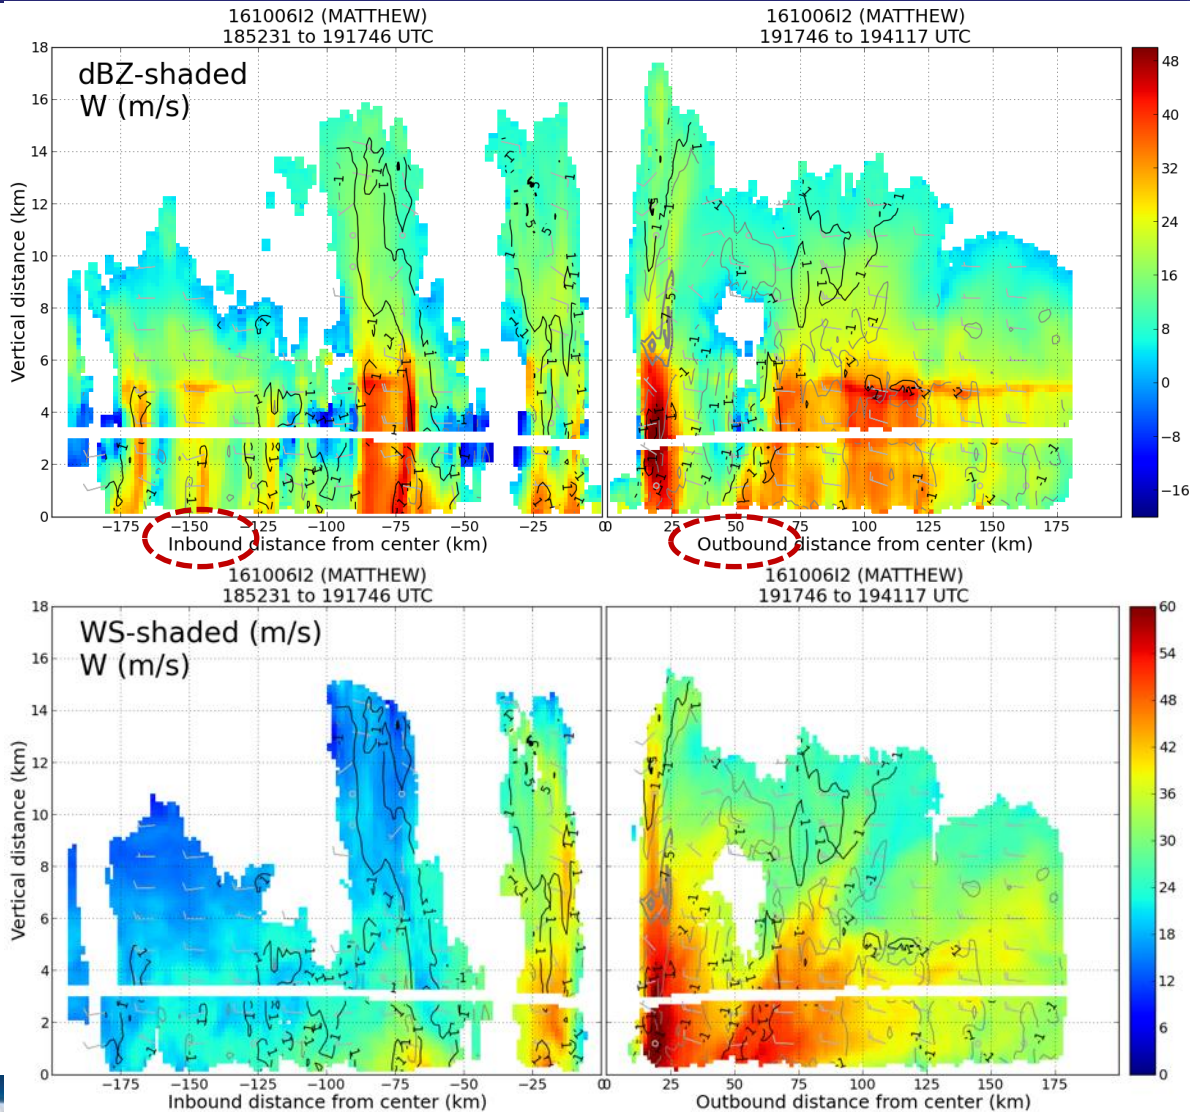 161006I2 (MATTHEW)
185231 to 191746 UTC
161006I2 (MATTHEW)
191746 to 194117 UTC
dBZ-shaded
W (m/s)
Vertical distance (km)
18
16
14
12
10
8
6
4
2
0
−175 −150 −125 −100 −75 −50 −25 0
0 25 50 75 100 125 150 175
Inbound distance from center (km)
Outbound distance from center (km)
48
40
32
24
16
8
0
−8
−16
161006I2 (MATTHEW)
185231 to 191746 UTC
161006I2 (MATTHEW)
191746 to 194117 UTC
WS-shaded (m/s)
W (m/s)
Vertical distance (km)
18
16
14
12
10
8
6
4
2
0
−175 −150 −125 −100 −75 −50 −25 0
0 25 50 75 100 125 150 175
Inbound distance from center (km)
Outbound distance from center (km)
60
54
48
42
36
30
24
18
12
6
0